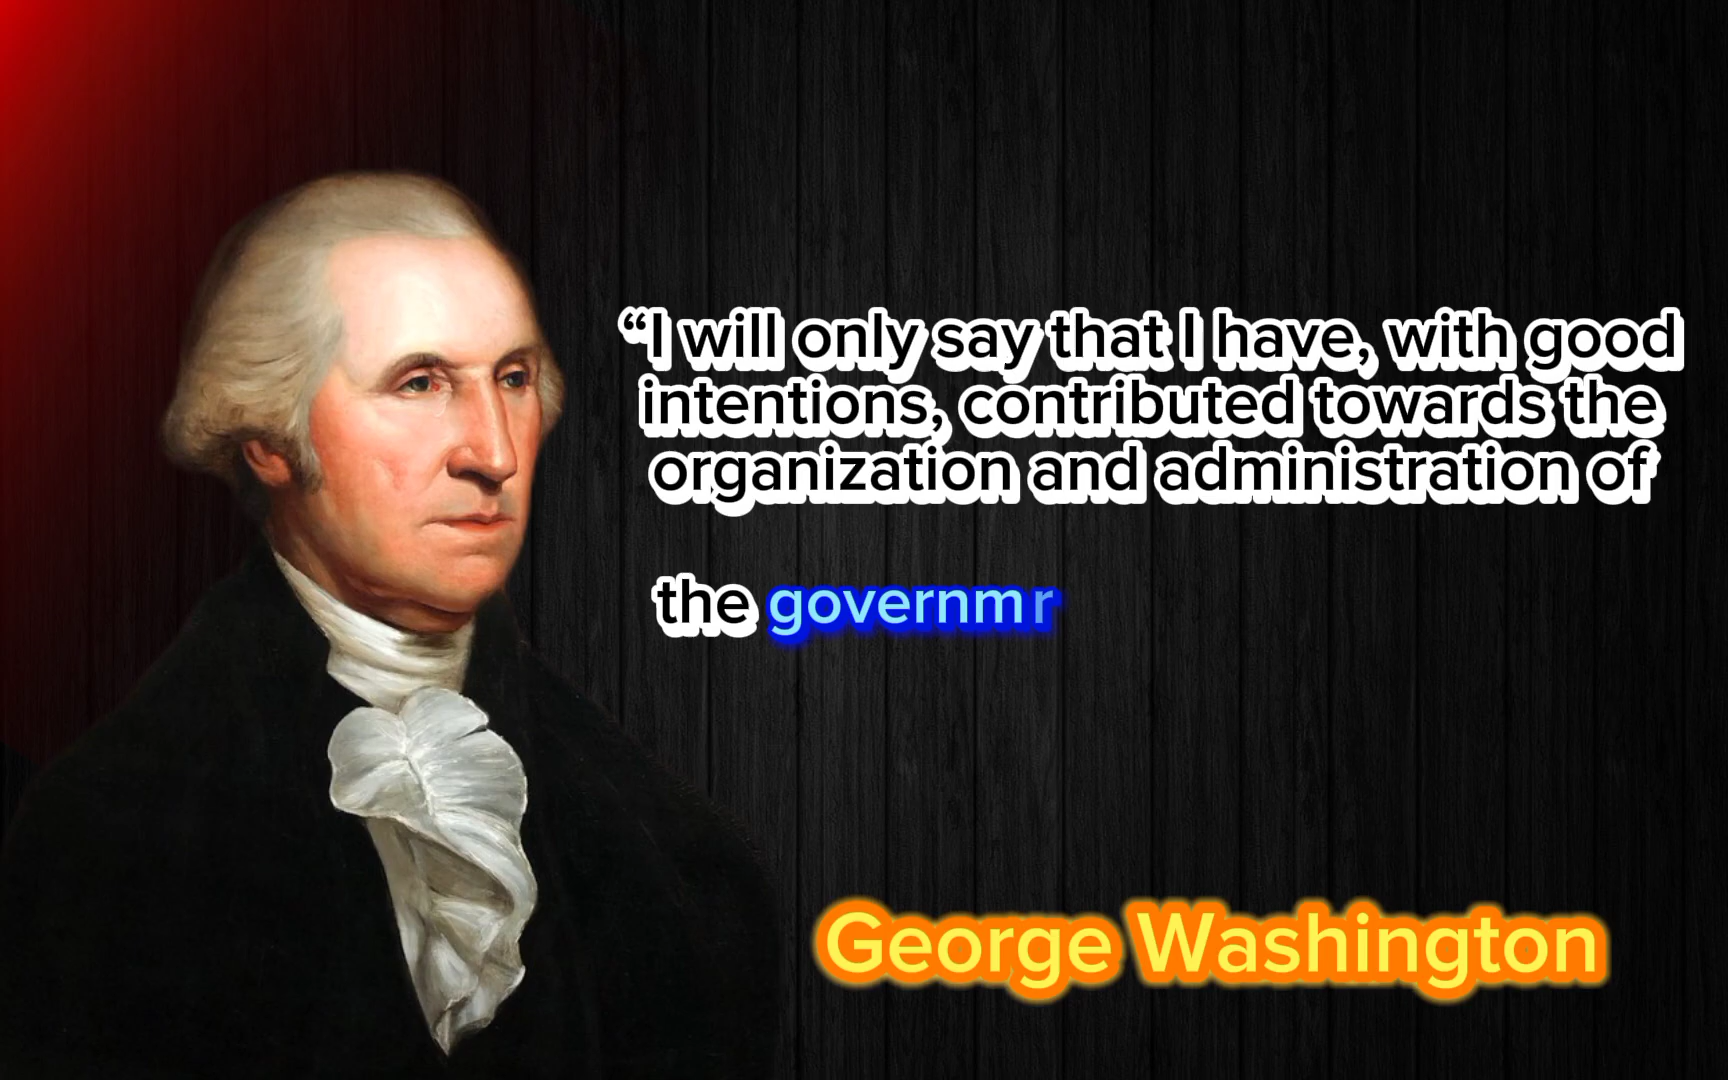 “I will only say that I have, with good
intentions, contributed towards the
organization and administration of
the governmr
George Washington